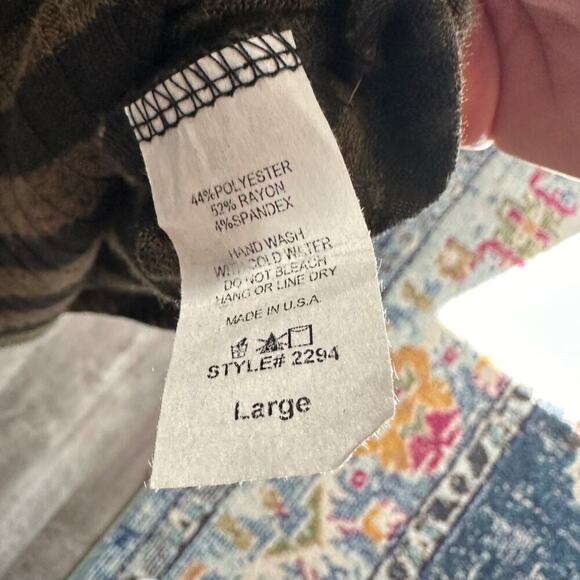 44%POLYESTER
52% RAYON
4%SPANDEX
HAND WASH
WITH COLD WATER
DO NOT BLEACH
HANG OR LINE DRY
MADE IN U.S.A.
STYLE# 2294
Large